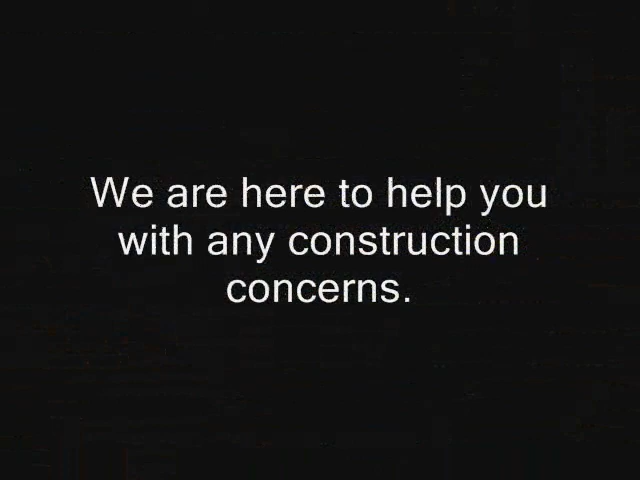 We are here to help you
with any construction
concerns.